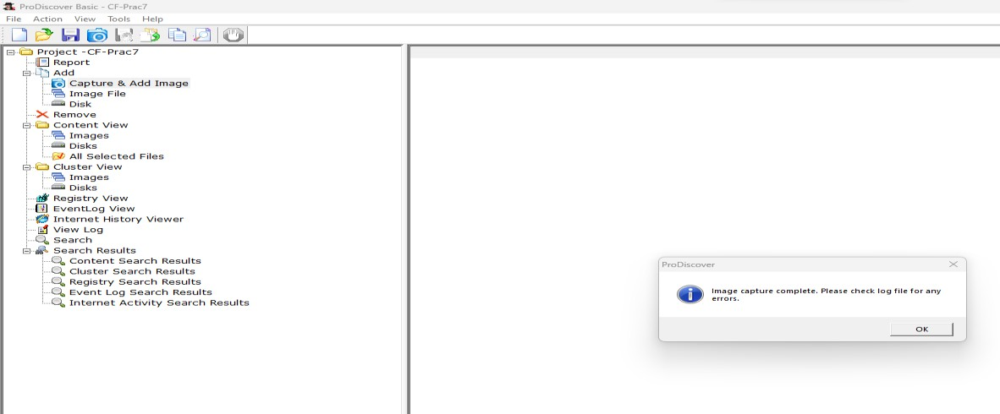 ProDiscover Basic - CF-Prac7
File Action View Tools Help
Project -CF-Prac7
Report
Add
Capture & Add Image
Image File
Disk
Remove
Content View
Images
Disks
All Selected Files
Cluster View
Images
Disks
Registry View
EventLog View
Internet History Viewer
View Log
Search
Search Results
Content Search Results
Cluster Search Results
Registry Search Results
Event Log Search Results
Internet Activity Search Results
ProDiscover
Image capture complete. Please check log file for any
errors.
OK